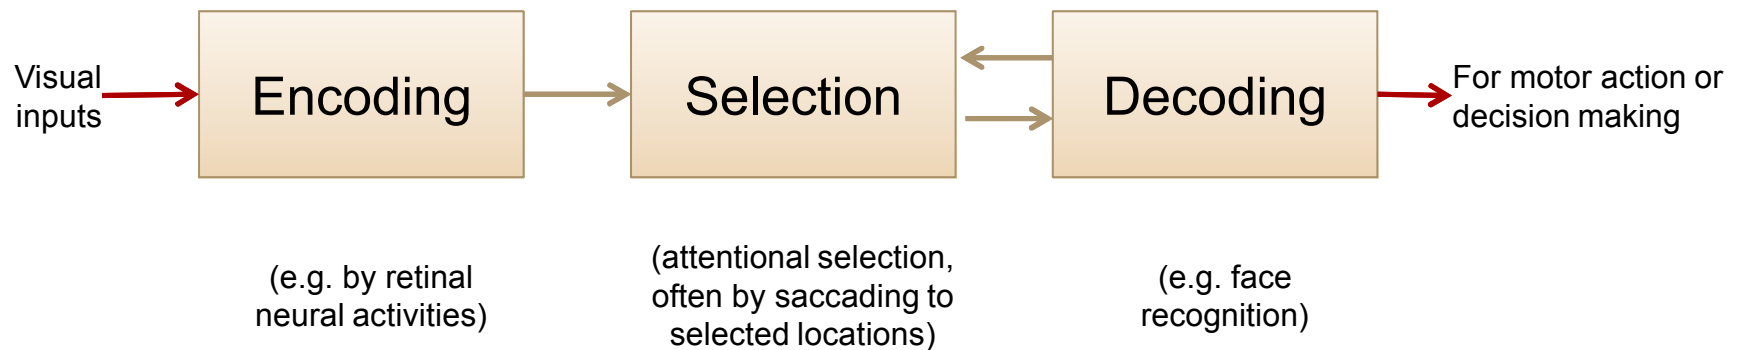 Visual
inputs
Encoding
Selection
Decoding
For motor action or
decision making
(e.g. by retinal
neural activities)
(attentional selection,
often by saccading to
selected locations)
(e.g. face
recognition)